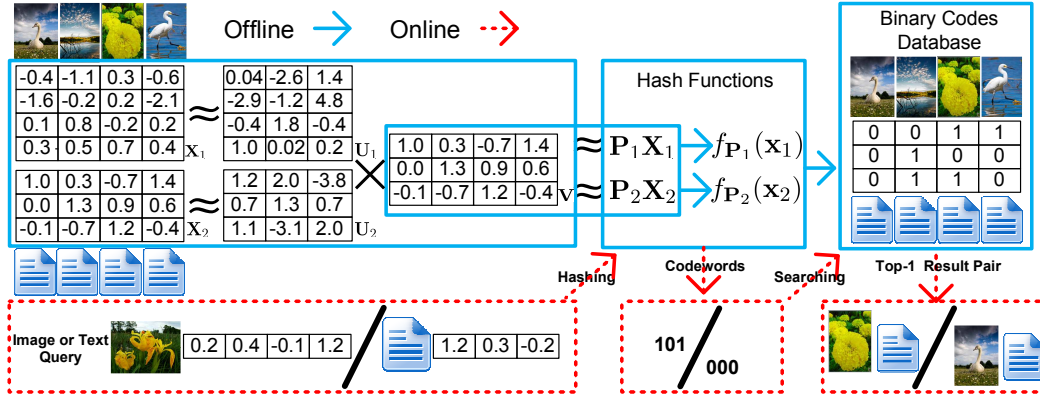 Offline Online
Binary Codes
Database
-0.4 -1.1 0.3 -0.6
-1.6 -0.2 0.2 -2.1
0.1 0.8 -0.2 0.2
0.3 0.5 0.7 0.4 X₁
≈
0.04 -2.6 1.4
-2.9 -1.2 4.8
-0.4 1.8 -0.4
1.0 0.02 0.2 U₁
1.0 0.3 -0.7 1.4
0.0 1.3 0.9 0.6
-0.1 -0.7 1.2 -0.4 X₂
≈
1.2 2.0 -3.8
0.7 1.3 0.7
1.1 -3.1 2.0 U₂
×
1.0 0.3 -0.7 1.4
0.0 1.3 0.9 0.6
-0.1 -0.7 1.2 -0.4 V
Hash Functions
≈ P₁X₁ f_P₁(x₁)
≈ P₂X₂ f_P₂(x₂)
0 0 1 1
0 1 0 0
0 1 1 0
Hashing
Codewords
Searching
Top-1 Result Pair
Image or Text
Query
0.2 0.4 -0.1 1.2
1.2 0.3 -0.2
101
000